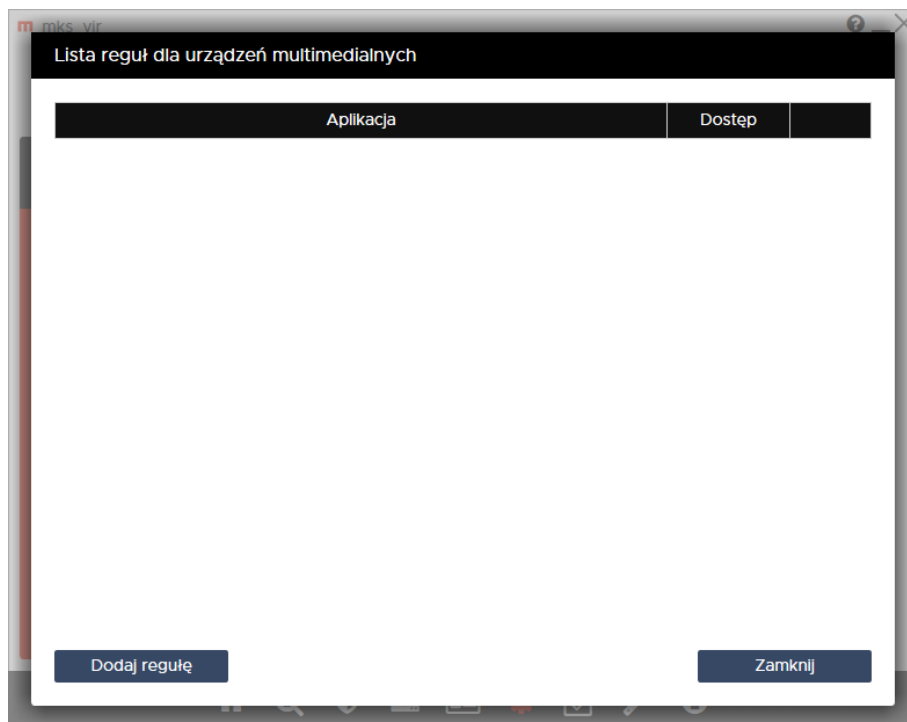 mks_vir
Lista reguł dla urządzeń multimedialnych
Aplikacja Dostęp
Dodaj regułę Zamknij